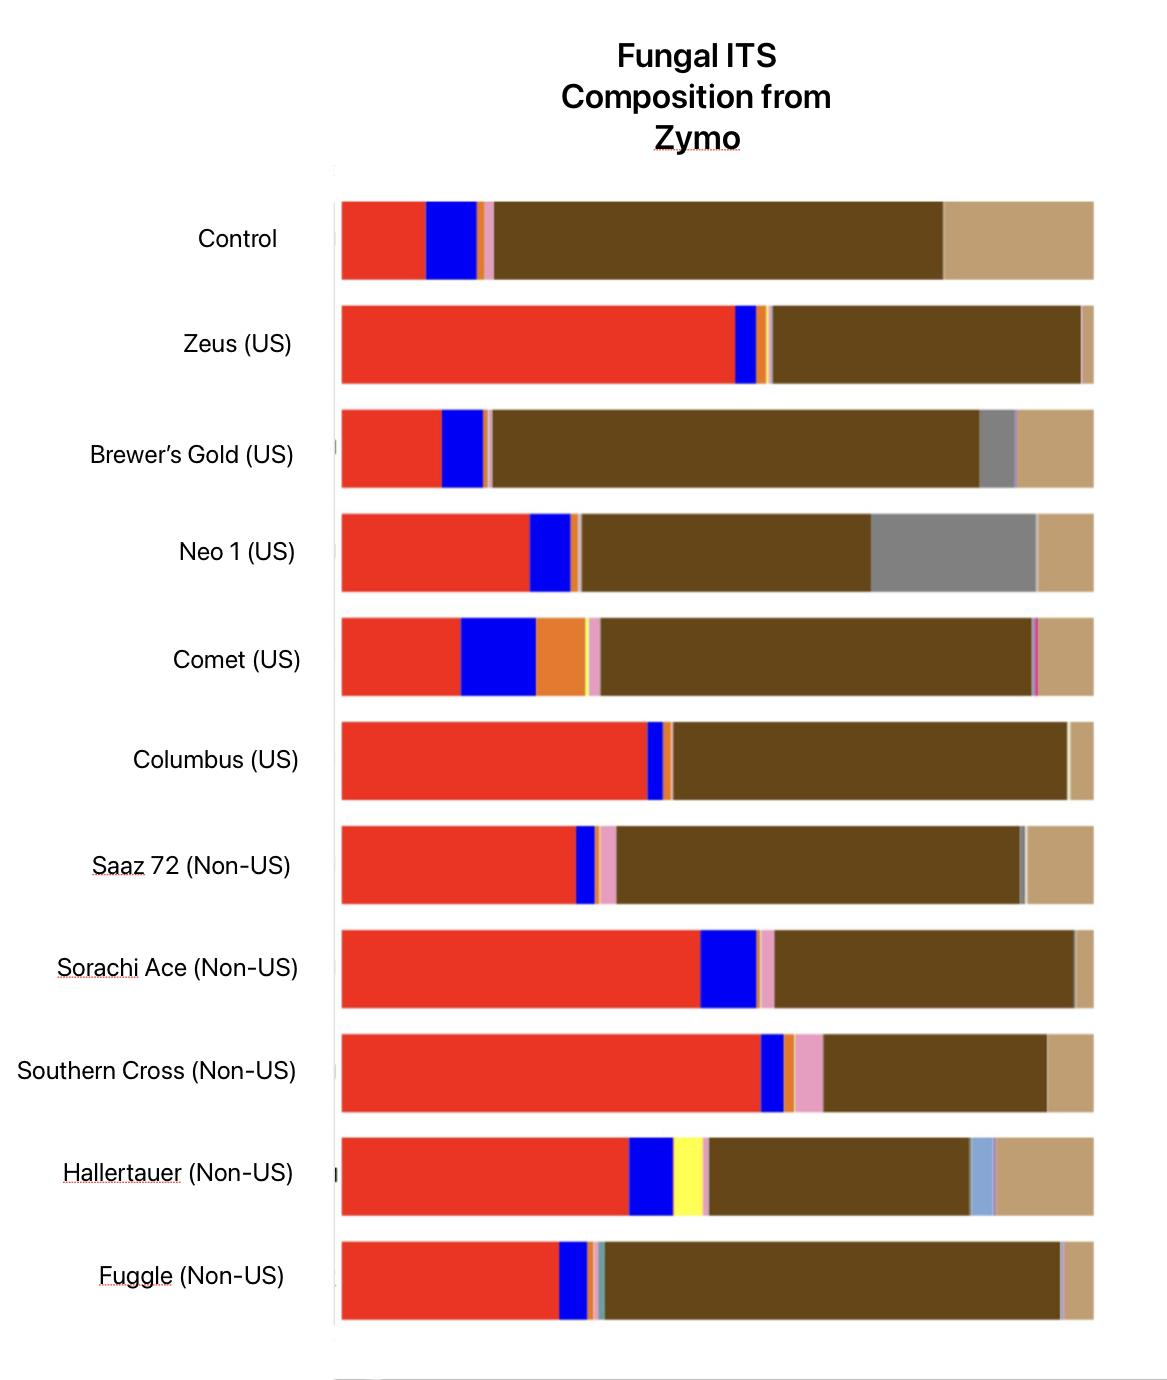 Fungal ITS
Composition from
Zymo
Control
Zeus (US)
Brewer’s Gold (US)
Neo 1 (US)
Comet (US)
Columbus (US)
Saaz 72 (Non-US)
Sorachi Ace (Non-US)
Southern Cross (Non-US)
Hallertauer (Non-US)
Fuggle (Non-US)